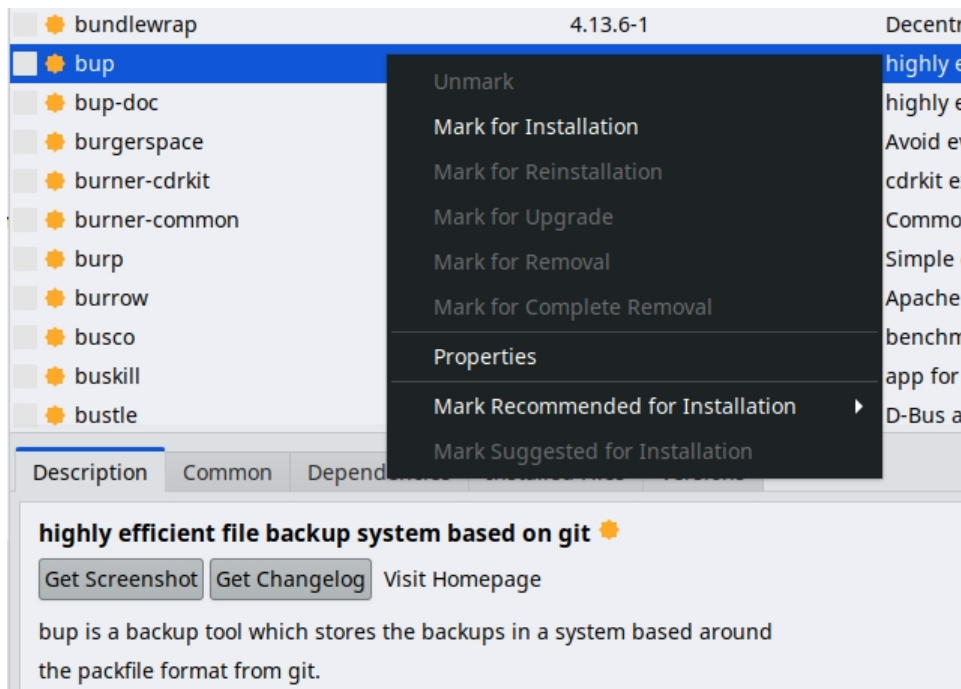 bundlewrap 4.13.6-1 Decentr
bup highly e
bup-doc highly e
burgerspace Avoid e
burner-cdrkit cdrkit e
burner-common Commo
burp Simple
burrow Apache
busco benchm
buskill app for
bustle D-Bus a
Unmark
Mark for Installation
Mark for Reinstallation
Mark for Upgrade
Mark for Removal
Mark for Complete Removal
Properties
Mark Recommended for Installation
Mark Suggested for Installation
Description Common Dependencies Installed Files Versions
highly efficient file backup system based on git
Get Screenshot Get Changelog Visit Homepage
bup is a backup tool which stores the backups in a system based around
the packfile format from git.